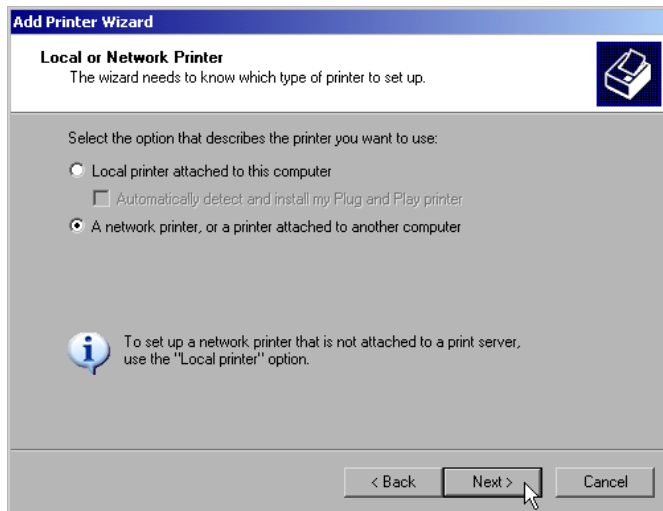 Add Printer Wizard
Local or Network Printer
The wizard needs to know which type of printer to set up.
Select the option that describes the printer you want to use:
Local printer attached to this computer
Automatically detect and install my Plug and Play printer
A network printer, or a printer attached to another computer
To set up a network printer that is not attached to a print server,
use the "Local printer" option.
< Back Next > Cancel